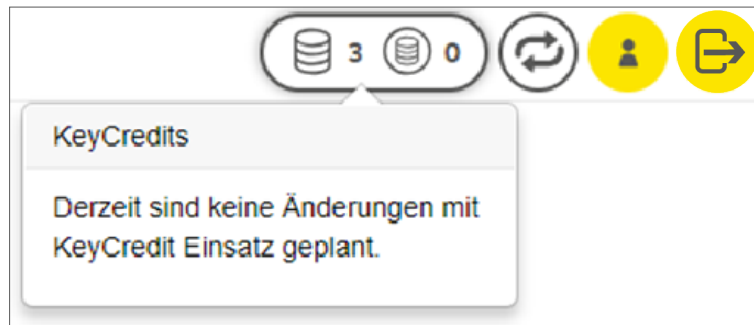 3 0
KeyCredits
Derzeit sind keine Änderungen mit
KeyCredit Einsatz geplant.